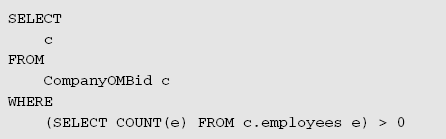 SELECT
    c
FROM
    CompanyOMBid c
WHERE
    (SELECT COUNT(e) FROM c.employees e) > 0